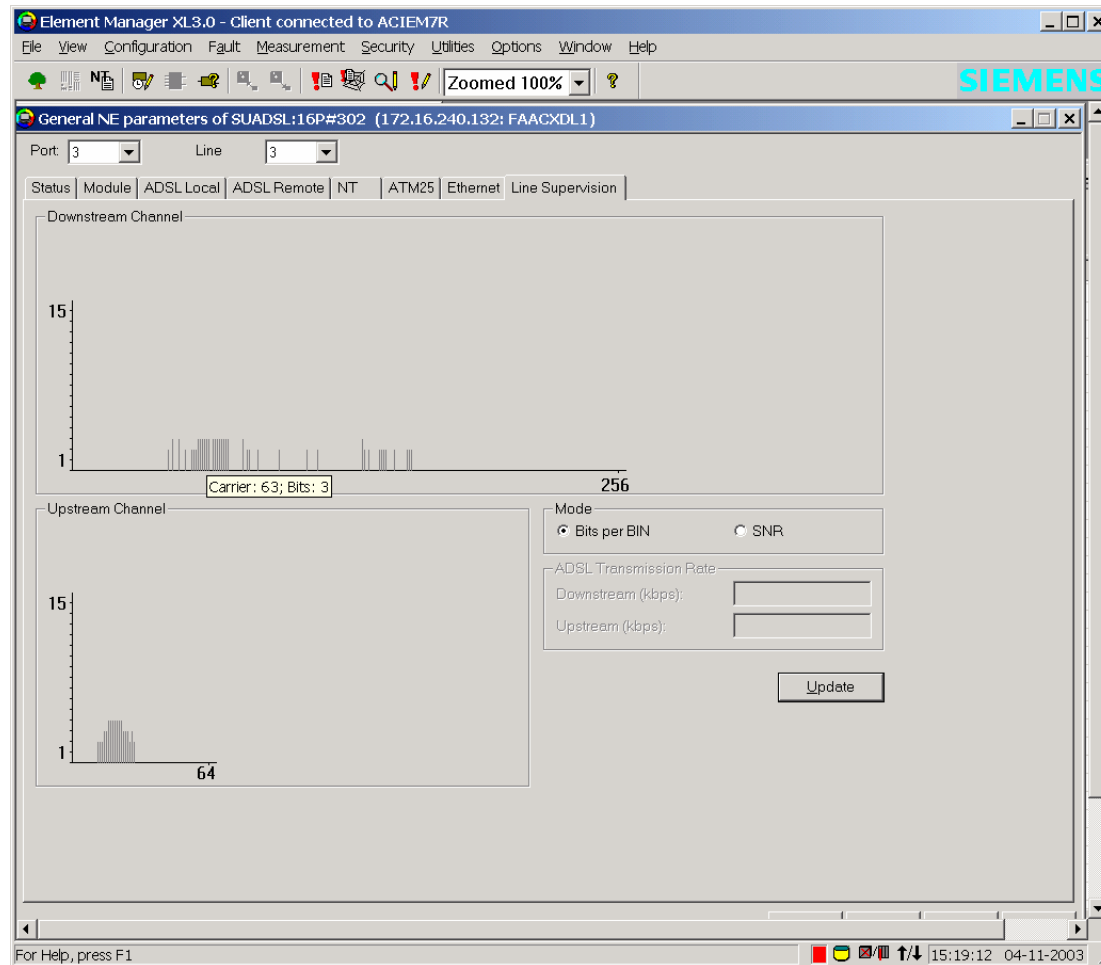 Element Manager XL3.0 - Client connected to ACIEM7R
File View Configuration Fault Measurement Security Utilities Options Window Help
Zoomed 100%
SIEMENS
General NE parameters of SUADSL:16P#302 (172.16.240.132: FAACXDL1)
Port: 3 Line 3
Status Module ADSL Local ADSL Remote NT ATM25 Ethernet Line Supervision
Downstream Channel
15
1
256
Carrier: 63; Bits: 3
Upstream Channel
15
1
64
Mode
Bits per BIN SNR
ADSL Transmission Rate
Downstream (kbps):
Upstream (kbps):
Update
For Help, press F1
15:19:12 04-11-2003